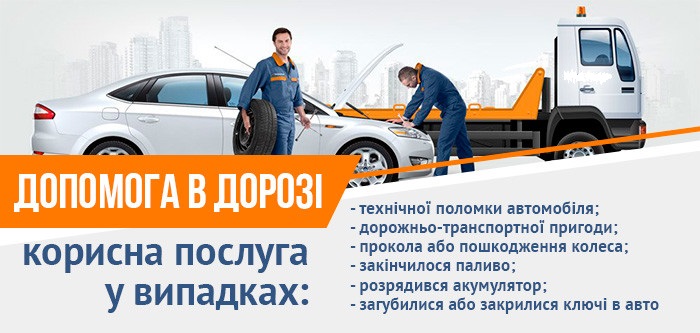 ДОПОМОГА В ДОРОЗІ
корисна послуга
у випадках:
- технічної поломки автомобіля;
- дорожньо-транспортної пригоди;
- прокола або пошкодження колеса;
- закінчилося паливо;
- розрядився акумулятор;
- загубилися або закрилися ключі в авто